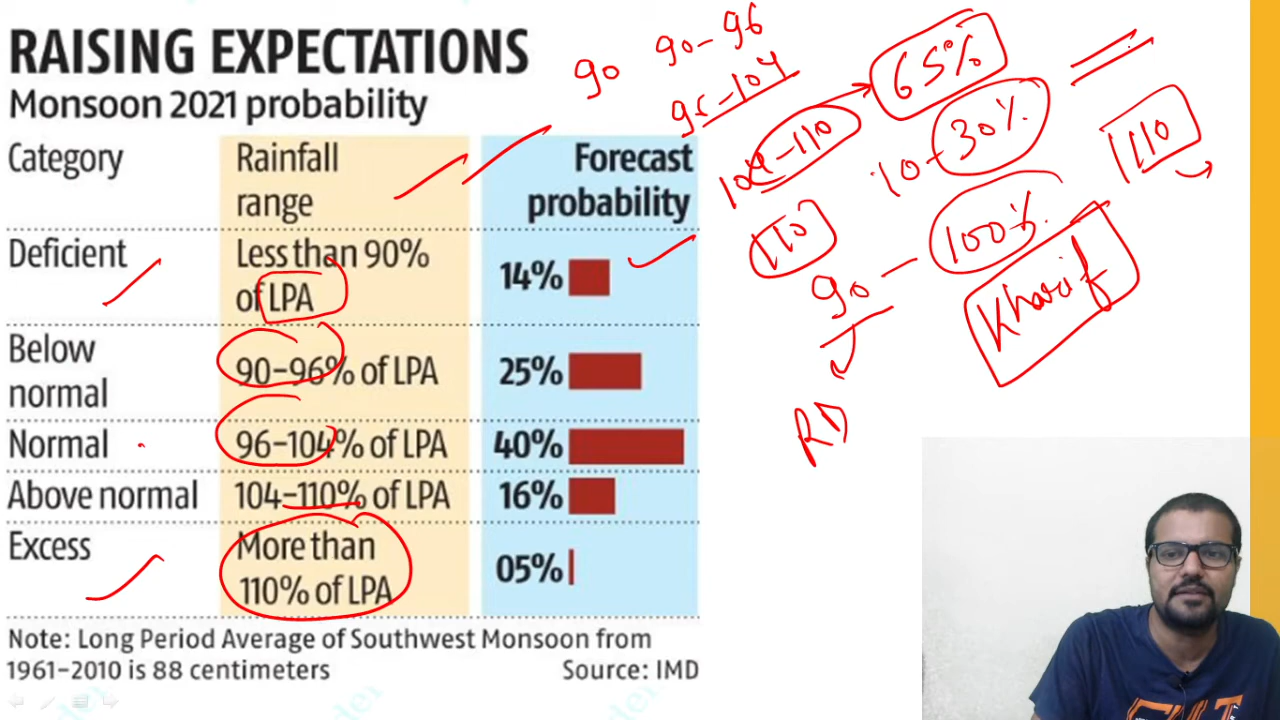 RAISING EXPECTATIONS
Monsoon 2021 probability
Category Rainfall range Forecast probability
Deficient Less than 90% of LPA 14%
Below normal 90-96% of LPA 25%
Normal 96-104% of LPA 40%
Above normal 104-110% of LPA 16%
Excess More than 110% of LPA 05%
Note: Long Period Average of Southwest Monsoon from
1961-2010 is 88 centimeters Source: IMD
90 90-96
96-104
104-110 65%
10-30% 1110
110 100%
90 -
Kharif